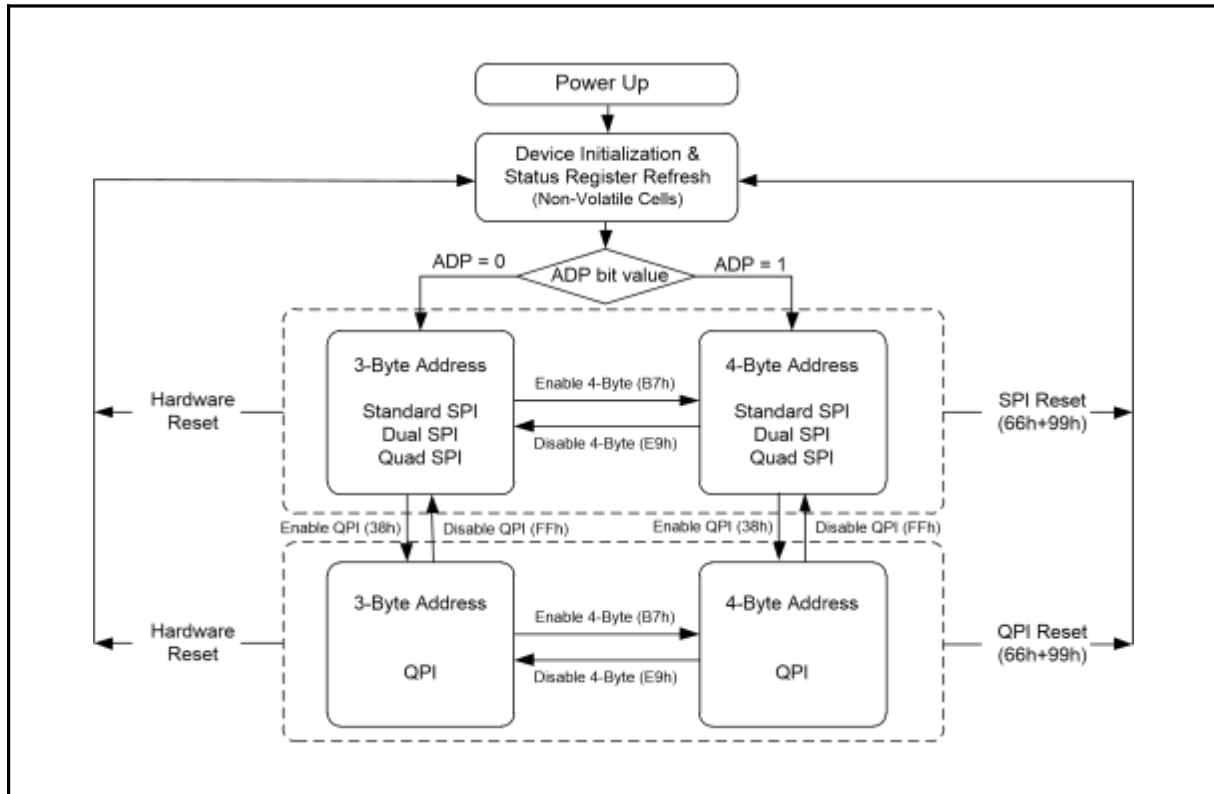 Power Up
Device Initialization &
Status Register Refresh
(Non-Volatile Cells)
ADP = 0
ADP bit value
ADP = 1
3-Byte Address
Standard SPI
Dual SPI
Quad SPI
Enable 4-Byte (B7h)
Disable 4-Byte (E9h)
4-Byte Address
Standard SPI
Dual SPI
Quad SPI
Hardware
Reset
SPI Reset
(66h+99h)
Enable QPI (38h)
Disable QPI (FFh)
Enable QPI (38h)
Disable QPI (FFh)
3-Byte Address
QPI
Enable 4-Byte (B7h)
Disable 4-Byte (E9h)
4-Byte Address
QPI
Hardware
Reset
QPI Reset
(66h+99h)